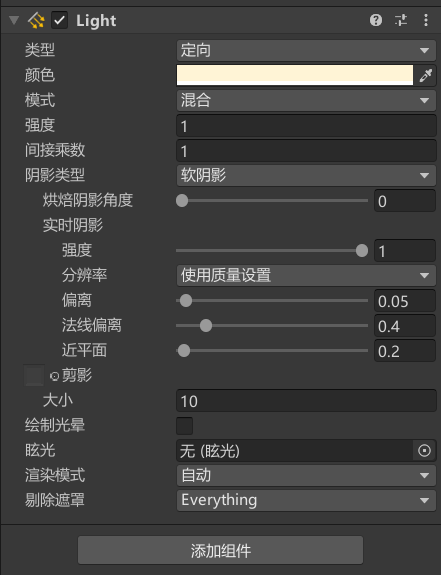 Light
类型 定向
颜色
模式 混合
强度 1
间接乘数 1
阴影类型 软阴影
烘焙阴影角度 0
实时阴影
强度 1
分辨率 使用质量设置
偏离 0.05
法线偏离 0.4
近平面 0.2
剪影
大小 10
绘制光晕
眩光 无 (眩光)
渲染模式 自动
剔除遮罩 Everything
添加组件